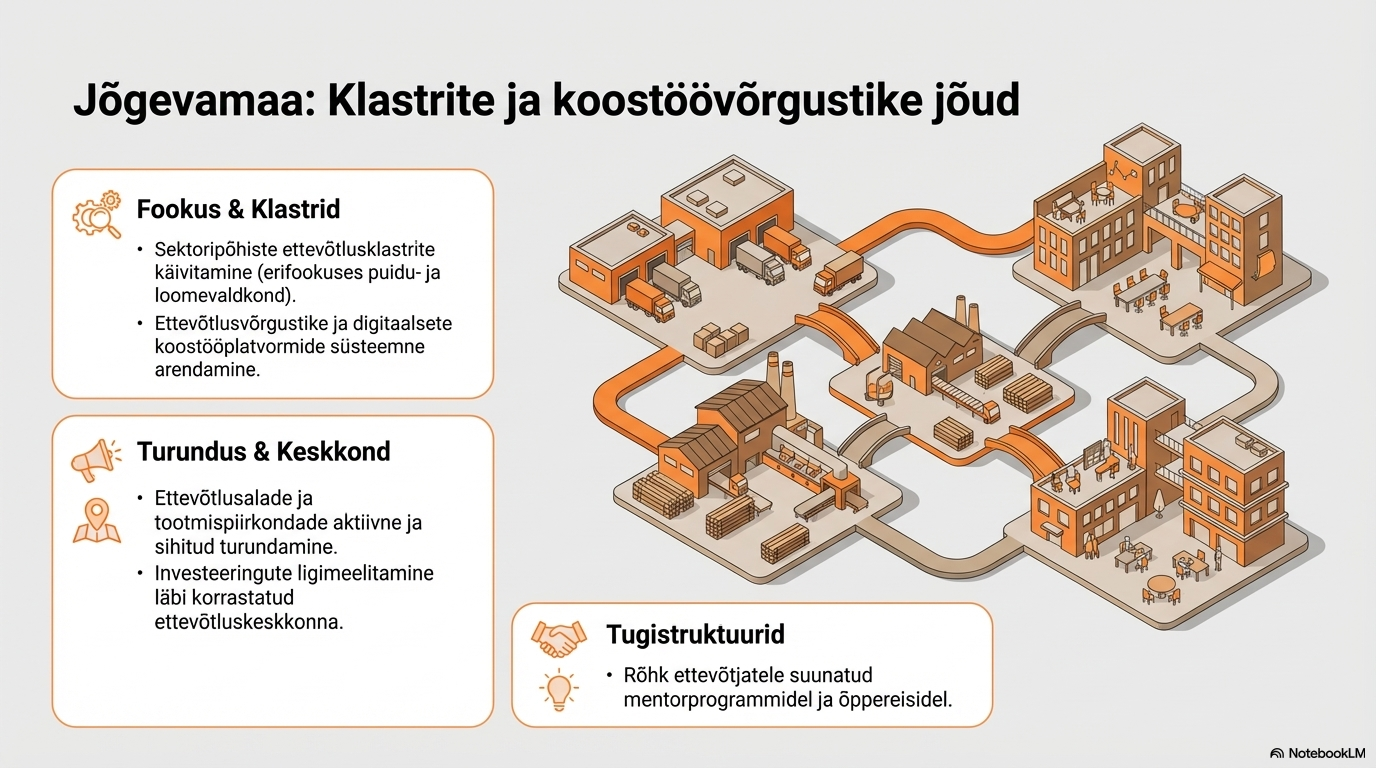 Jõgevamaa: Klastrite ja koostöövõrgustike jõud
Fookus & Klastrid
• Sektoripõhiste ettevõtlusklastrite
käivitamine (erifookuses puidu- ja
loomevaldkond).
• Ettevõtlusvõrgustike ja digitaalsete
koostööplatvormide süsteemne
arendamine.
Turundus & Keskkond
• Ettevõtlusalade ja
tootmispiirkondade aktiivne ja
sihitud turundamine.
• Investeeringute ligimeelitamine
läbi korrastatud
ettevõtluskeskkonna.
Tugistruktuurid
• Rõhk ettevõtjatele suunatud
mentorprogrammidel ja õppereisidel.
NotebookLM